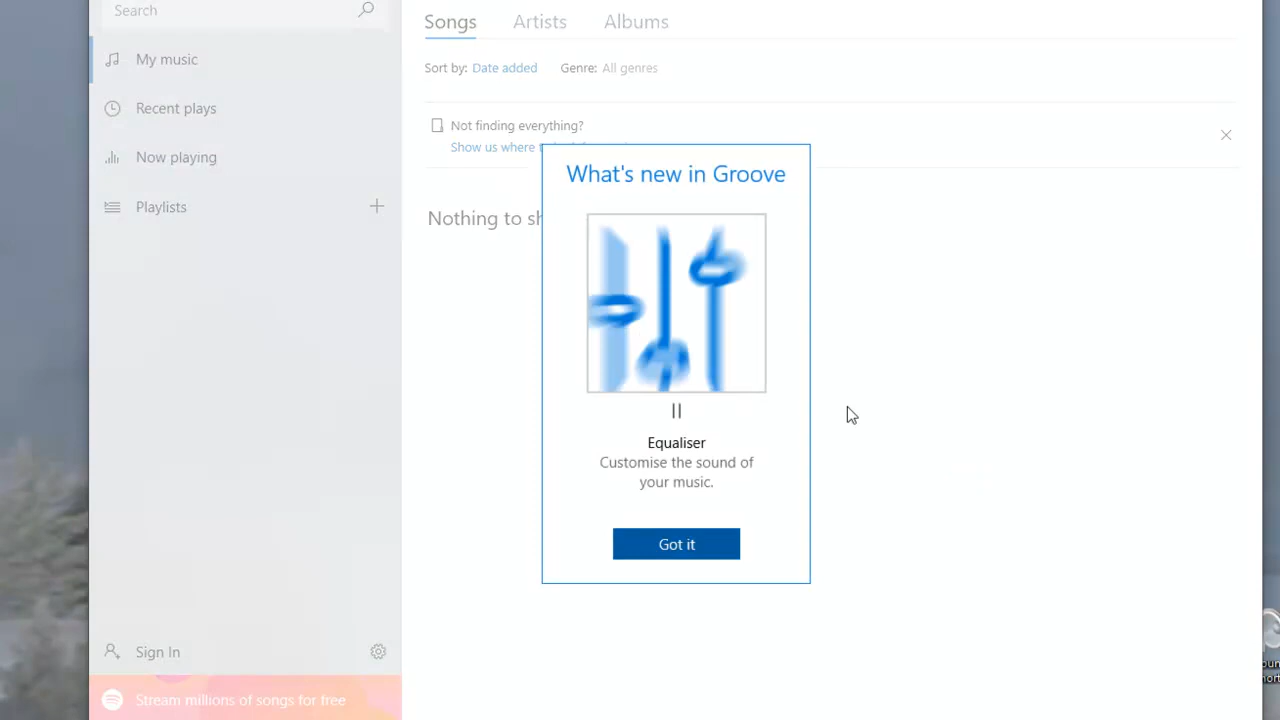 Search
My music
Recent plays
Now playing
Playlists
Sign In
Stream millions of songs for free
Songs Artists Albums
Sort by: Date added Genre: All genres
Not finding everything?
Show us where
Nothing to
What's new in Groove
Equaliser
Customise the sound of
your music.
Got it